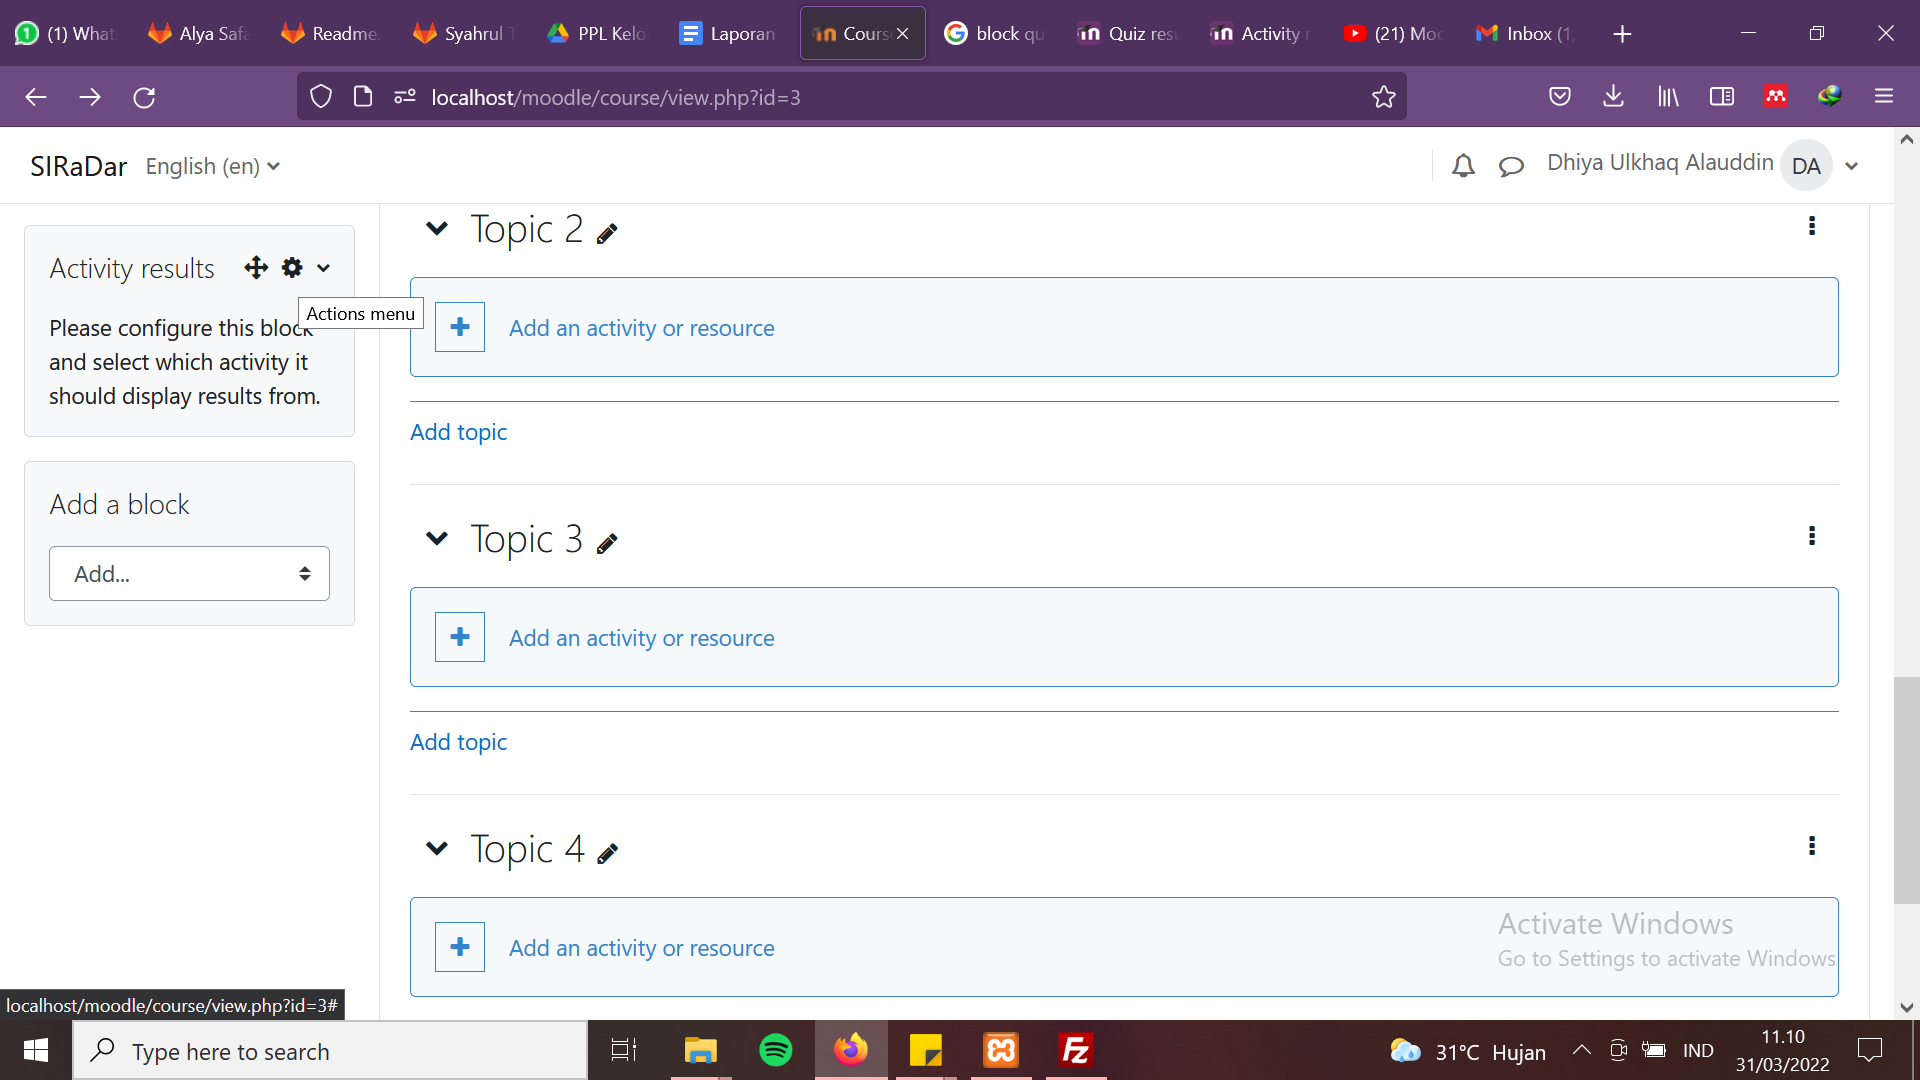 (1) What
Alya Safa
Readme.
Syahrul T
PPL Kelo
Laporan
Cours
block qu
Quiz resu
Activity r
(21) Moo
Inbox (1,
localhost/moodle/course/view.php?id=3
SIRaDar
English (en)
Dhiya Ulkhaq Alauddin
DA
Activity results
Actions menu
Please configure this block
and select which activity it
should display results from.
Add a block
Add...
Topic 2
Add an activity or resource
Add topic
Topic 3
Add an activity or resource
Add topic
Topic 4
Add an activity or resource
Activate Windows
Go to Settings to activate Windows
localhost/moodle/course/view.php?id=3#
Type here to search
31°C Hujan
IND
11.10
31/03/2022